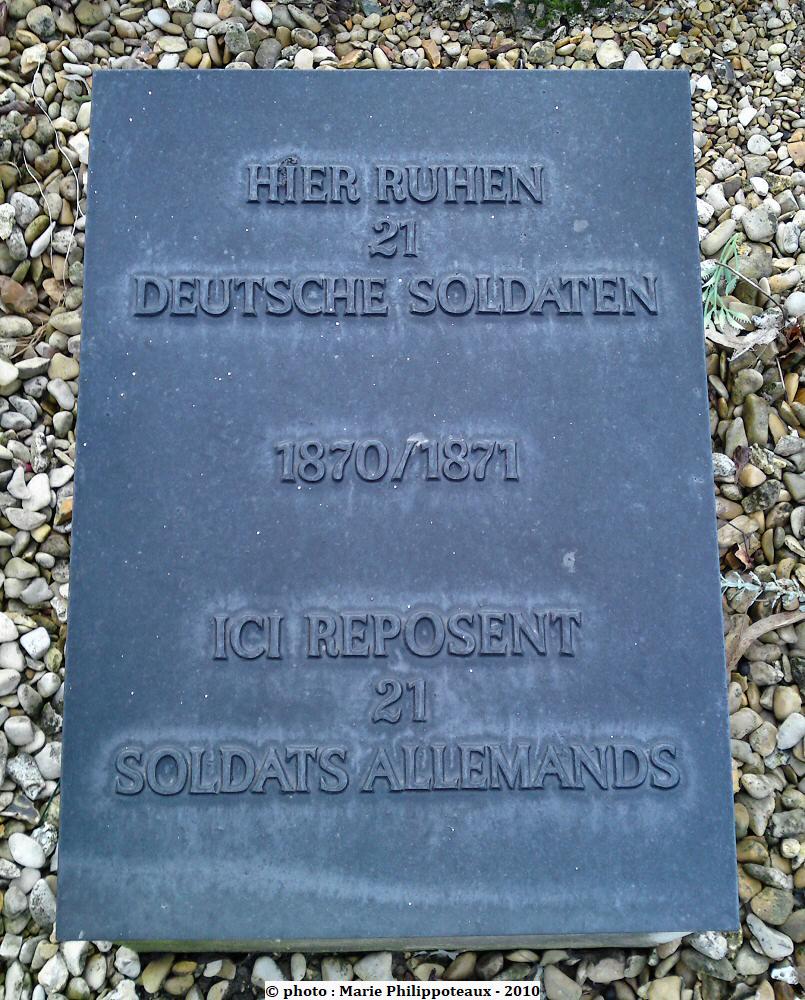 HIER RUHEN
21
DEUTSCHE SOLDATEN
1870/1871
ICI REPOSENT
21
SOLDATS ALLEMANDS
© photo : Marie Philippoteaux - 2010